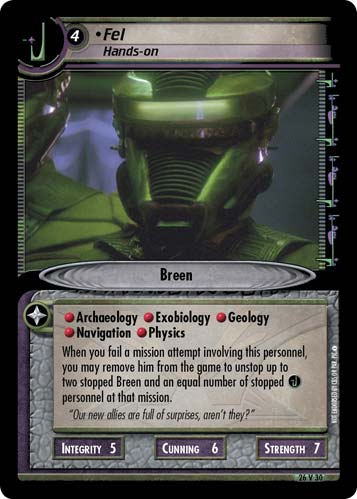 4
•Fel
Hands-on
Breen
Archaeology Exobiology Geology
Navigation Physics
When you fail a mission attempt involving this personnel,
you may remove him from the game to unstop up to
two stopped Breen and an equal number of stopped
personnel at that mission.
"Our new allies are full of surprises, aren't they?"
INTEGRITY 5 CUNNING 6 STRENGTH 7
26 V 30